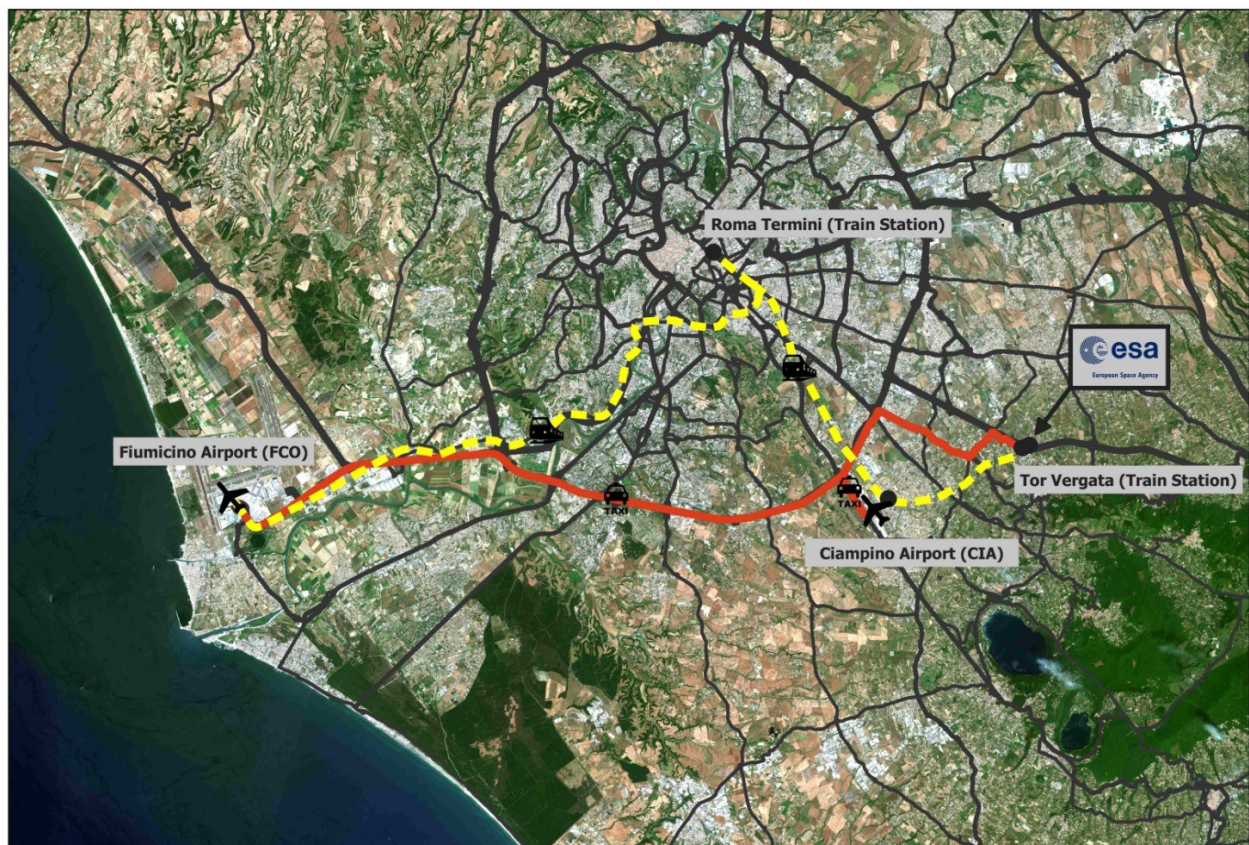 Roma Termini (Train Station)
esa
European Space Agency
Fiumicino Airport (FCO)
Tor Vergata (Train Station)
TAXI
TAXI
Ciampino Airport (CIA)